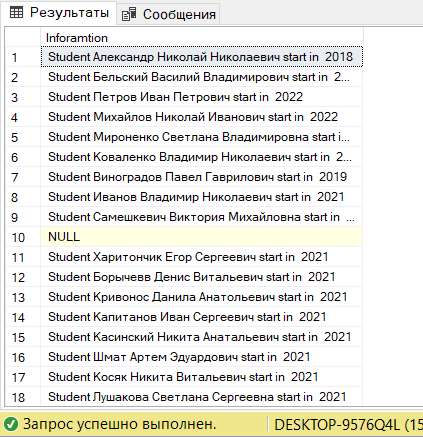 Результаты Сообщения
Inforamtion
1 Student Александр Николай Николаевич start in 2018
2 Student Бельский Василий Владимирович start in 2...
3 Student Петров Иван Петрович start in 2022
4 Student Михайлов Николай Иванович start in 2022
5 Student Мироненко Светлана Владимировна start i...
6 Student Коваленко Владимир Николаевич start in 2...
7 Student Виноградов Павел Гаврилович start in 2019
8 Student Иванов Владимир Николаевич start in 2021
9 Student Самешкевич Виктория Михайловна start in ...
10 NULL
11 Student Харитончик Егор Сергеевич start in 2021
12 Student Борычевв Денис Витальевич start in 2021
13 Student Кривонос Данила Анатольевич start in 2021
14 Student Капитанов Иван Сергеевич start in 2021
15 Student Касинский Никита Анатальевич start in 2021
16 Student Шмат Артем Эдуардович start in 2021
17 Student Косяк Никита Витальевич start in 2021
18 Student Лушакова Светлана Сергеевна start in 2021
Запрос успешно выполнен. DESKTOP-9576Q4L (15